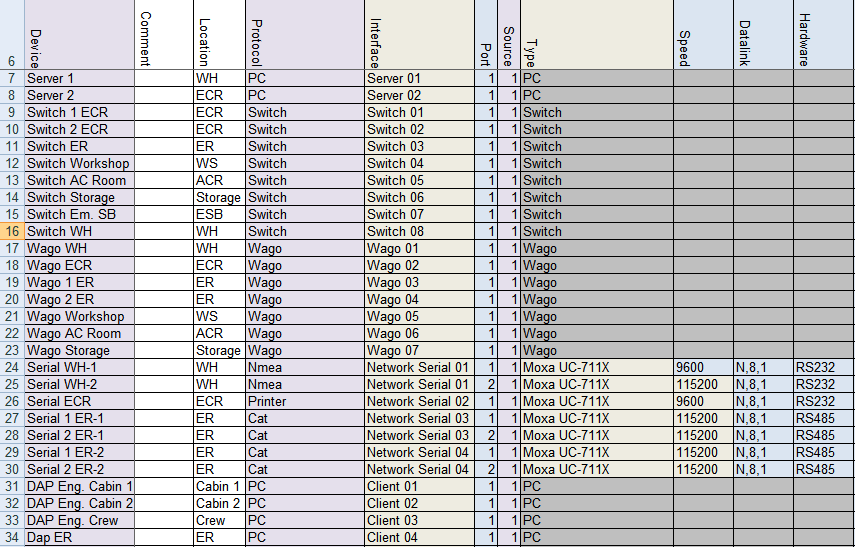 6 Device Comment Location Protocol Interface Port Source Type Speed Datalink Hardware
7 Server 1 WH PC Server 01 1 1 PC
8 Server 2 ECR PC Server 02 1 1 PC
9 Switch 1 ECR ECR Switch Switch 01 1 1 Switch
10 Switch 2 ECR ECR Switch Switch 02 1 1 Switch
11 Switch ER ER Switch Switch 03 1 1 Switch
12 Switch Workshop WS Switch Switch 04 1 1 Switch
13 Switch AC Room ACR Switch Switch 05 1 1 Switch
14 Switch Storage Storage Switch Switch 06 1 1 Switch
15 Switch Em. SB ESB Switch Switch 07 1 1 Switch
16 Switch WH WH Switch Switch 08 1 1 Switch
17 Wago WH WH Wago Wago 01 1 1 Wago
18 Wago ECR ECR Wago Wago 02 1 1 Wago
19 Wago 1 ER ER Wago Wago 03 1 1 Wago
20 Wago 2 ER ER Wago Wago 04 1 1 Wago
21 Wago Workshop WS Wago Wago 05 1 1 Wago
22 Wago AC Room ACR Wago Wago 06 1 1 Wago
23 Wago Storage Storage Wago Wago 07 1 1 Wago
24 Serial WH-1 WH Nmea Network Serial 01 1 1 Moxa UC-711X 9600 N,8,1 RS232
25 Serial WH-2 WH Nmea Network Serial 01 2 1 Moxa UC-711X 115200 N,8,1 RS232
26 Serial ECR ECR Printer Network Serial 02 1 1 Moxa UC-711X 9600 N,8,1 RS232
27 Serial 1 ER-1 ER Cat Network Serial 03 1 1 Moxa UC-711X 115200 N,8,1 RS485
28 Serial 2 ER-1 ER Cat Network Serial 03 2 1 Moxa UC-711X 115200 N,8,1 RS485
29 Serial 1 ER-2 ER Cat Network Serial 04 1 1 Moxa UC-711X 115200 N,8,1 RS485
30 Serial 2 ER-2 ER Cat Network Serial 04 2 1 Moxa UC-711X 115200 N,8,1 RS485
31 DAP Eng. Cabin 1 Cabin 1 PC Client 01 1 1 PC
32 DAP Eng. Cabin 2 Cabin 2 PC Client 02 1 1 PC
33 DAP Eng. Crew Crew PC Client 03 1 1 PC
34 Dap ER ER PC Client 04 1 1 PC